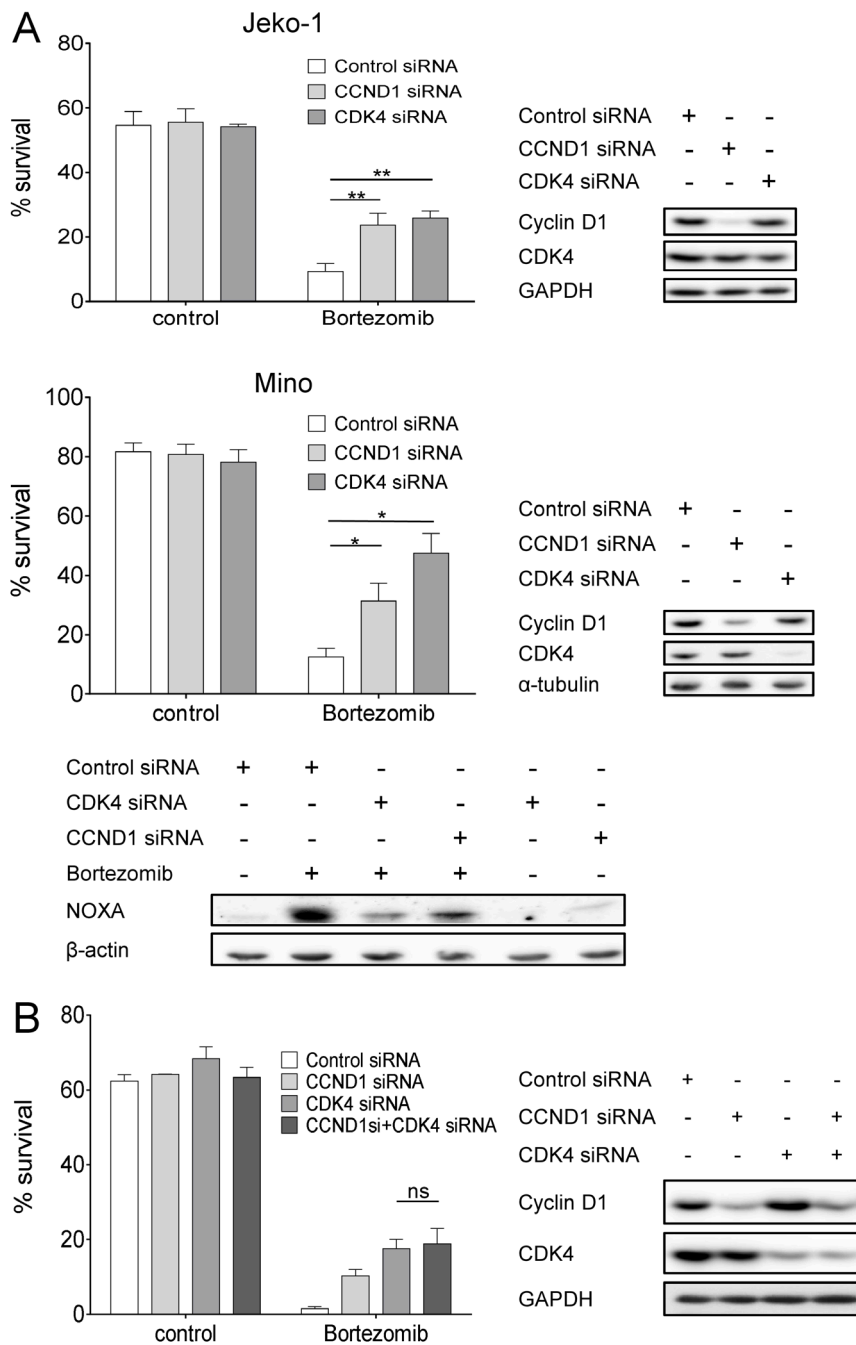 A
Jeko-1
80
60
40
20
0
% survival
Control siRNA
CCND1 siRNA
CDK4 siRNA
**
**
control
Bortezomib
Control siRNA + - -
CCND1 siRNA - + -
CDK4 siRNA - - +
Cyclin D1
CDK4
GAPDH
Mino
100
80
60
40
20
0
% survival
Control siRNA
CCND1 siRNA
CDK4 siRNA
*
*
control
Bortezomib
Control siRNA + - -
CCND1 siRNA - + -
CDK4 siRNA - - +
Cyclin D1
CDK4
α-tubulin
Control siRNA + + - - - -
CDK4 siRNA - - + - + -
CCND1 siRNA - - - + - +
Bortezomib - + + + - -
NOXA
β-actin
B
80
60
40
20
0
% survival
Control siRNA
CCND1 siRNA
CDK4 siRNA
CCND1si+CDK4 siRNA
ns
control
Bortezomib
Control siRNA + - - -
CCND1 siRNA - + - +
CDK4 siRNA - - + +
Cyclin D1
CDK4
GAPDH